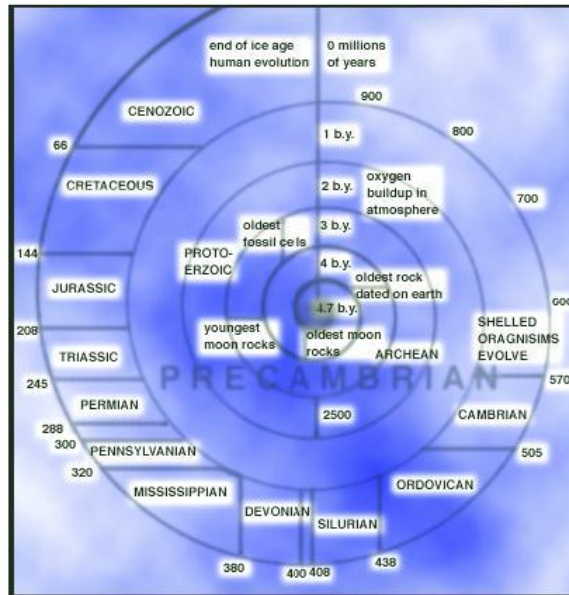 end of ice age
human evolution
0 millions
of years
900
CENOZOIC
1 b.y.
800
66
CRETACEOUS
2 b.y.
oxygen
buildup in
atmosphere
700
oldest
fossil cells
3 b.y.
144
PROTO-
ERZOIC
4 b.y.
oldest rock
dated on earth
JURASSIC
4.7 b.y.
600
208
youngest
moon rocks
oldest moon
rocks
SHELLED
ORAGNISIMS
EVOLVE
TRIASSIC
ARCHEAN
PRECAMBRIAN
245
570
PERMIAN
2500
CAMBRIAN
288
300
PENNSYLVANIAN
505
320
MISSISSIPPIAN
ORDOVICAN
DEVONIAN
SILURIAN
380
400
408
438